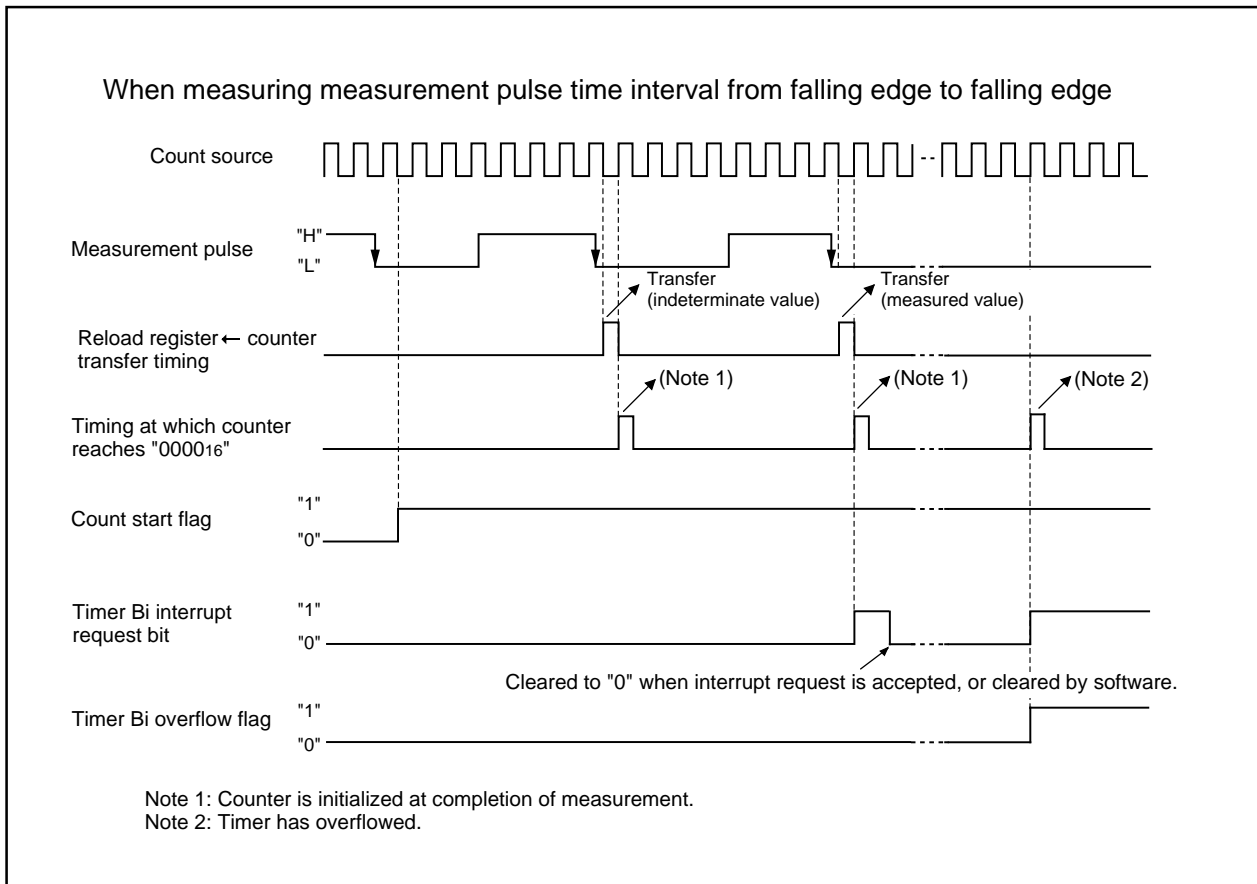 When measuring measurement pulse time interval from falling edge to falling edge
Count source
Measurement pulse
"H"
"L"
Transfer
(indeterminate value)
Transfer
(measured value)
Reload register ← counter
transfer timing
(Note 1)
(Note 1)
(Note 2)
Timing at which counter
reaches "000016"
Count start flag
"1"
"0"
Timer Bi interrupt
request bit
"1"
"0"
Cleared to "0" when interrupt request is accepted, or cleared by software.
Timer Bi overflow flag
"1"
"0"
Note 1: Counter is initialized at completion of measurement.
Note 2: Timer has overflowed.